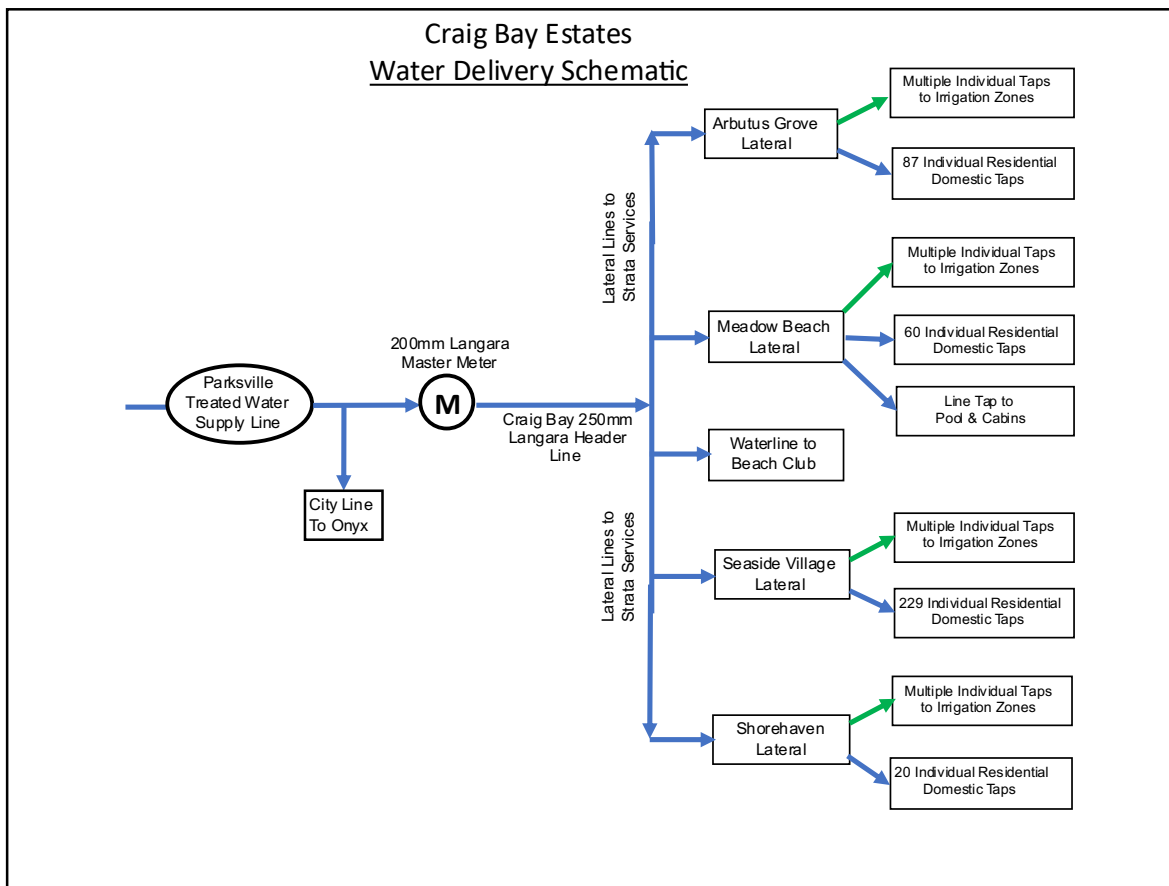 Craig Bay Estates
Water Delivery Schematic
Parksville
Treated Water
Supply Line
City Line
To Onyx
200mm Langara
Master Meter
M
Craig Bay 250mm
Langara Header
Line
Lateral Lines to
Strata Services
Lateral Lines to
Strata Services
Arbutus Grove
Lateral
Multiple Individual Taps
to Irrigation Zones
87 Individual Residential
Domestic Taps
Meadow Beach
Lateral
Multiple Individual Taps
to Irrigation Zones
60 Individual Residential
Domestic Taps
Line Tap to
Pool & Cabins
Waterline to
Beach Club
Seaside Village
Lateral
Multiple Individual Taps
to Irrigation Zones
229 Individual Residential
Domestic Taps
Shorehaven
Lateral
Multiple Individual Taps
to Irrigation Zones
20 Individual Residential
Domestic Taps